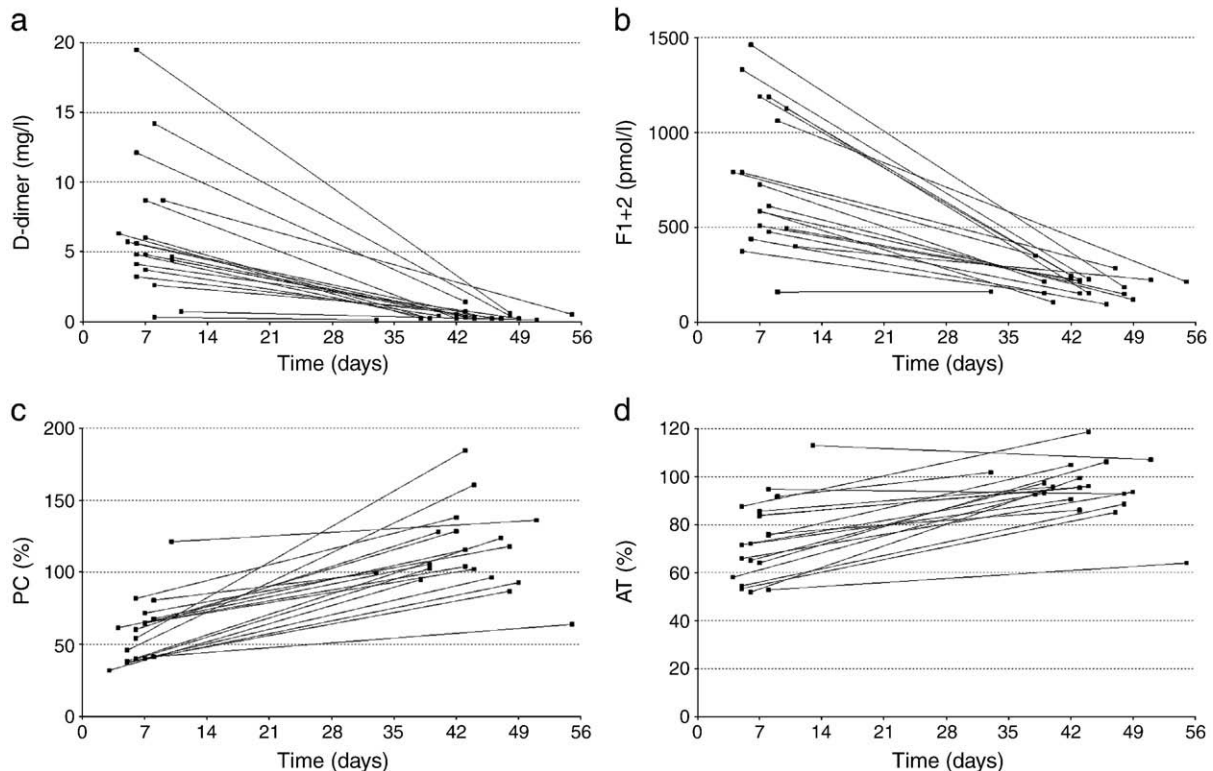 a
D-dimer (mg/l)
20
15
10
5
0
0 7 14 21 28 35 42 49 56
Time (days)
b
F1+2 (pmol/l)
1500
1000
500
0
0 7 14 21 28 35 42 49 56
Time (days)
c
PC (%)
200
150
100
50
0
0 7 14 21 28 35 42 49 56
Time (days)
d
AT (%)
120
100
80
60
40
20
0
0 7 14 21 28 35 42 49 56
Time (days)